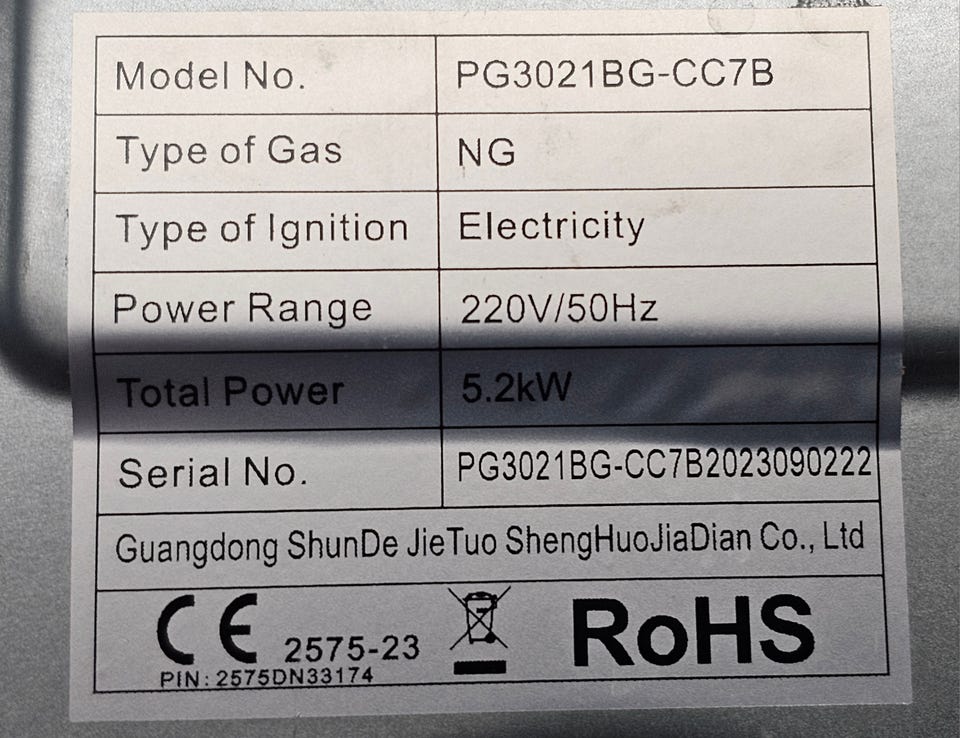 Model No. PG3021BG-CC7B
Type of Gas NG
Type of Ignition Electricity
Power Range 220V/50Hz
Total Power 5.2kW
Serial No. PG3021BG-CC7B2023090222
Guangdong ShunDe JieTuo ShengHuoJiaDian Co., Ltd
CE 2575-23 RoHS
PIN: 2575DN33174